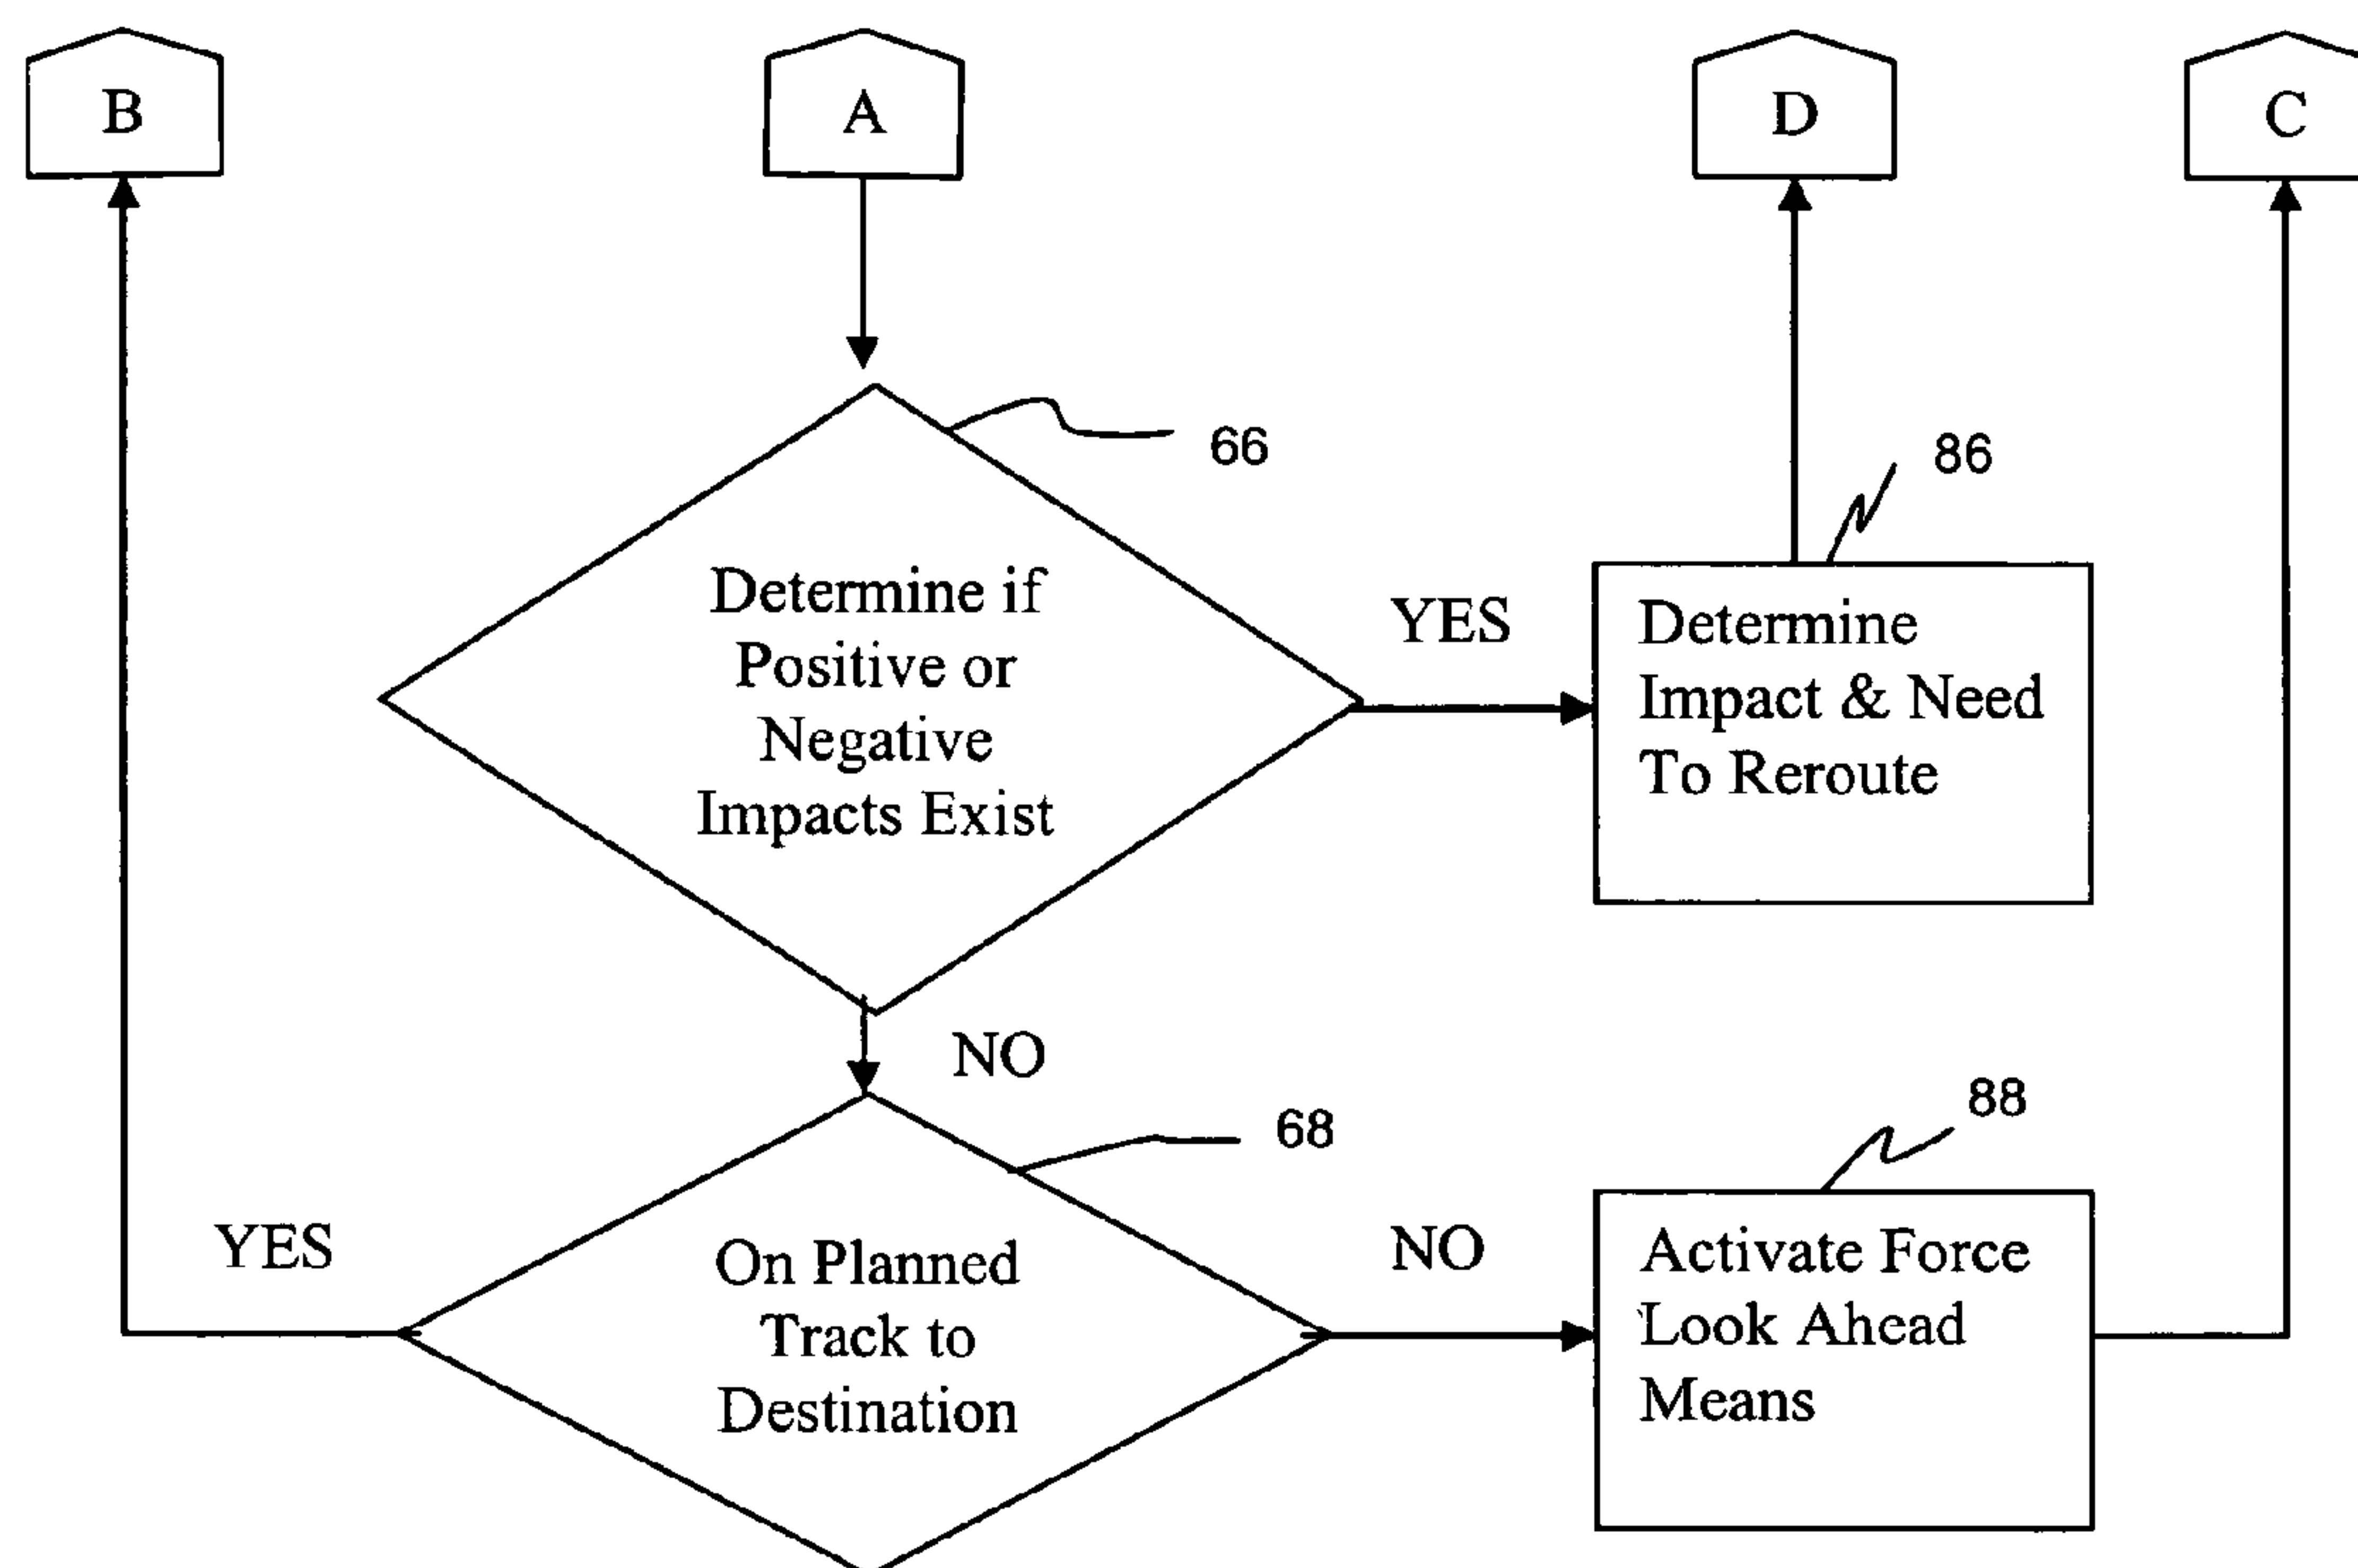 B
A
D
C
66
86
Determine if
Positive or
Negative
Impacts Exist
YES
Determine
Impact & Need
To Reroute
NO
68
88
YES
On Planned
Track to
Destination
NO
Activate Force
Look Ahead
Means